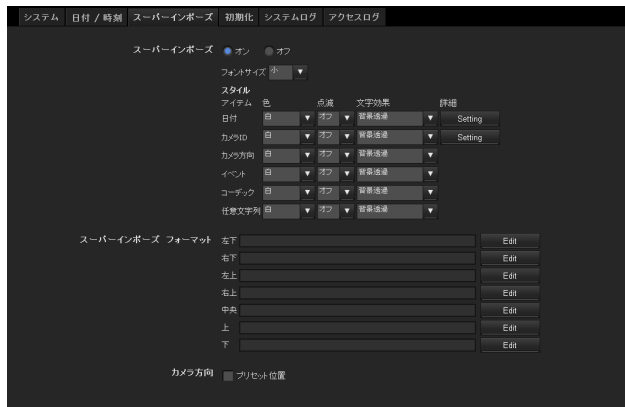 システム 日付 / 時刻 スーパーインポーズ 初期化 システムログ アクセスログ
スーパーインポーズ オン オフ
フォントサイズ 小
スタイル
アイテム 色 点滅 文字効果 詳細
日付 白 オフ 背景透過 Setting
カメラID 白 オフ 背景透過 Setting
カメラ方向 白 オフ 背景透過
イベント 白 オフ 背景透過
コーデック 白 オフ 背景透過
任意文字列 白 オフ 背景透過
スーパーインポーズ フォーマット 左下 Edit
右下 Edit
左上 Edit
右上 Edit
中央 Edit
上 Edit
下 Edit
カメラ方向 プリセット位置